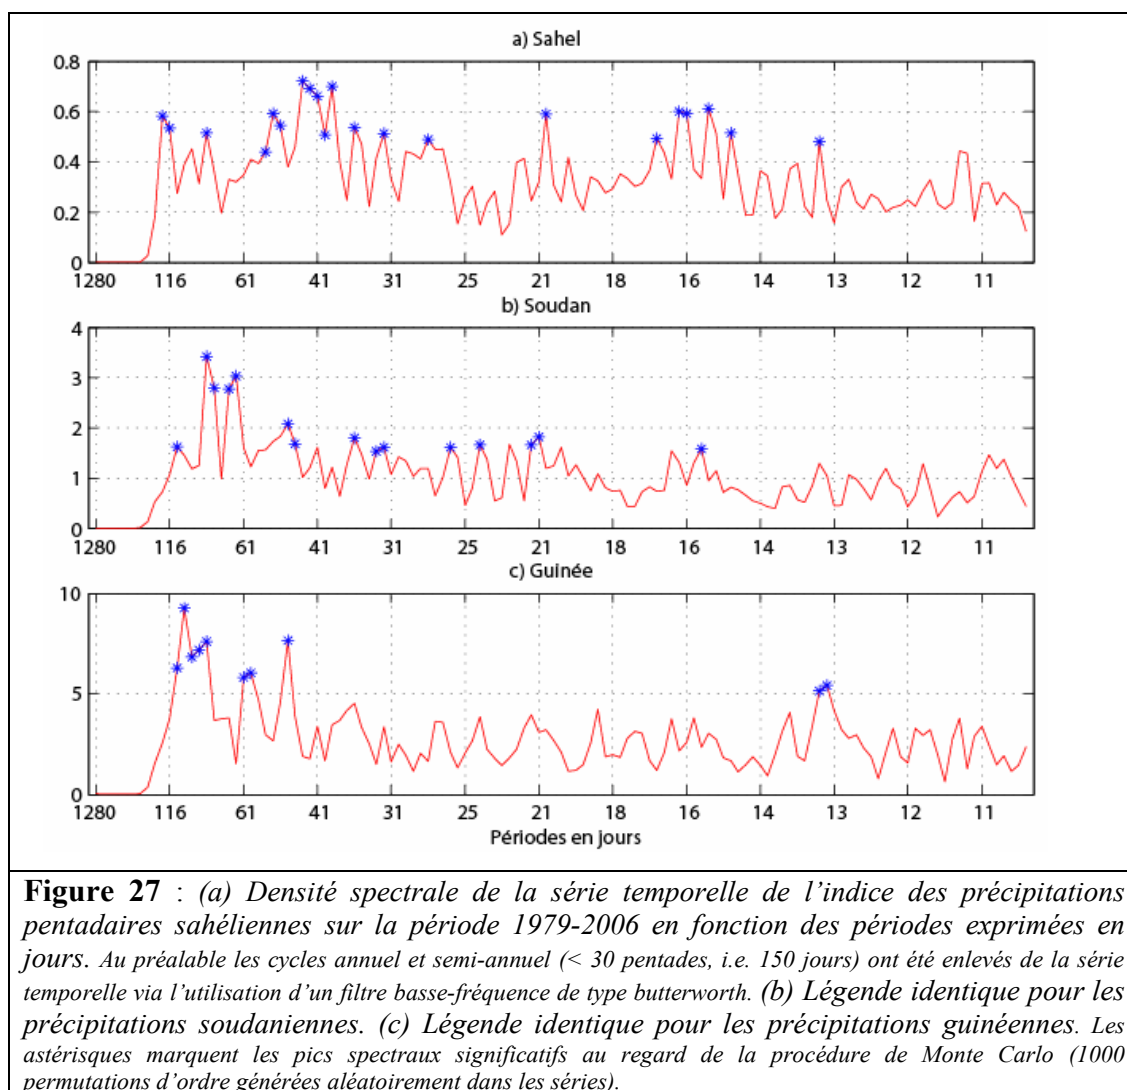 a) Sahel
0.8
0.6
0.4
0.2
0
1280 116 61 41 31 25 21 18 16 14 13 12 11
b) Soudan
4
3
2
1
0
1280 116 61 41 31 25 21 18 16 14 13 12 11
c) Guinée
10
5
0
1280 116 61 41 31 25 21 18 16 14 13 12 11
Périodes en jours
Figure 27 : (a) Densité spectrale de la série temporelle de l’indice des précipitations
pentadaires sahéliennes sur la période 1979-2006 en fonction des périodes exprimées en
jours. Au préalable les cycles annuel et semi-annuel (< 30 pentades, i.e. 150 jours) ont été enlevés de la série
temporelle via l’utilisation d’un filtre basse-fréquence de type butterworth. (b) Légende identique pour les
précipitations soudaniennes. (c) Légende identique pour les précipitations guinéennes. Les
astérisques marquent les pics spectraux significatifs au regard de la procédure de Monte Carlo (1000
permutations d’ordre générées aléatoirement dans les séries).